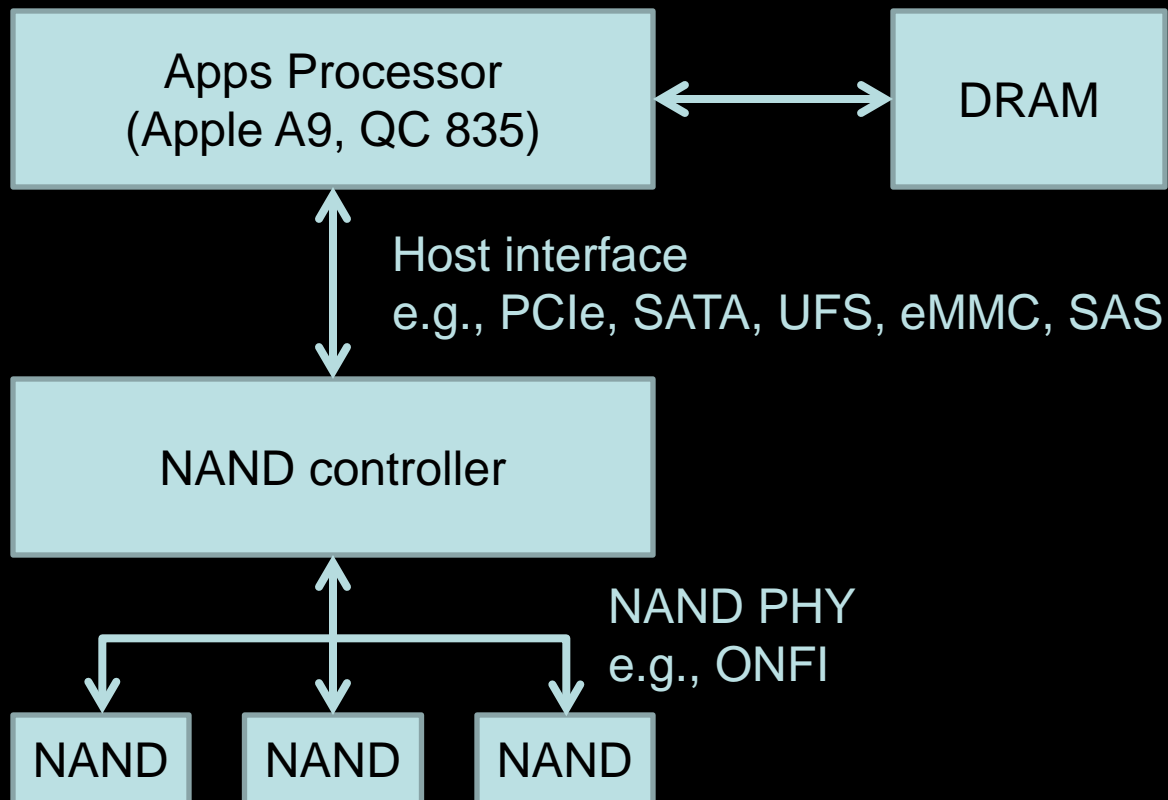 Apps Processor
(Apple A9, QC 835)
DRAM
Host interface
e.g., PCIe, SATA, UFS, eMMC, SAS
NAND controller
NAND PHY
e.g., ONFI
NAND
NAND
NAND